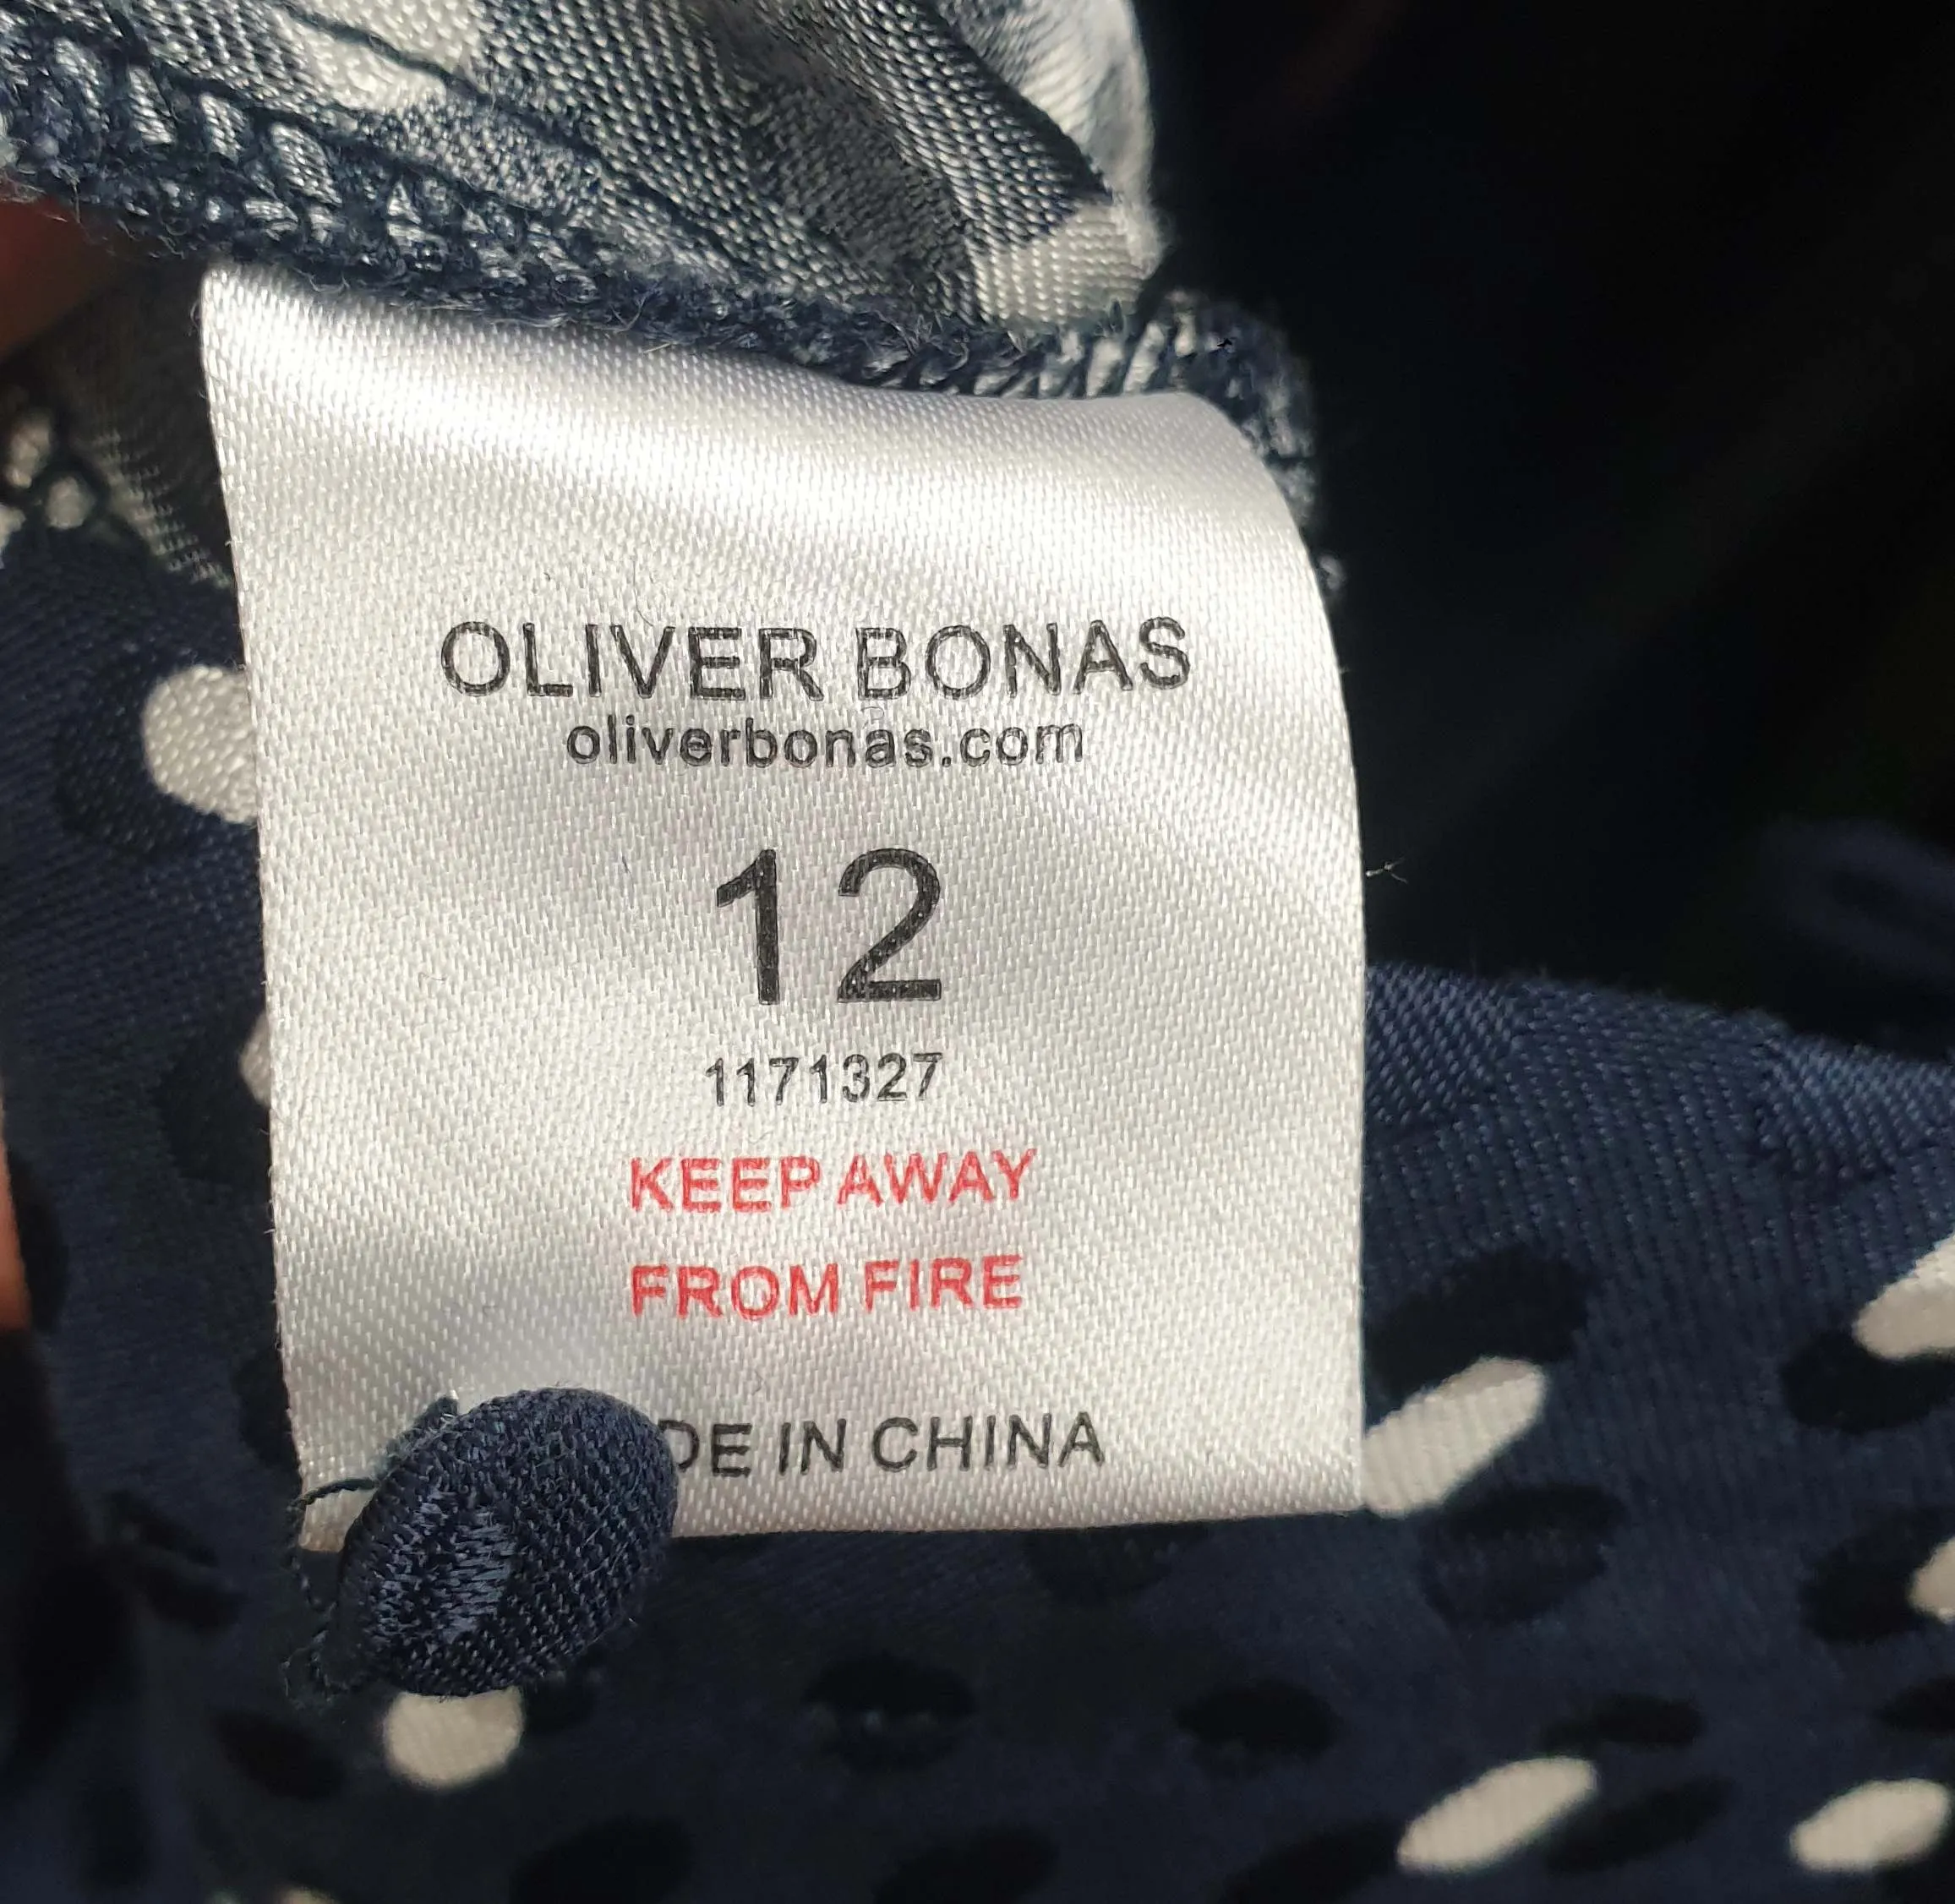 OLIVER BONAS
oliverbonas.com
12
1171327
KEEP AWAY
FROM FIRE
DE IN CHINA